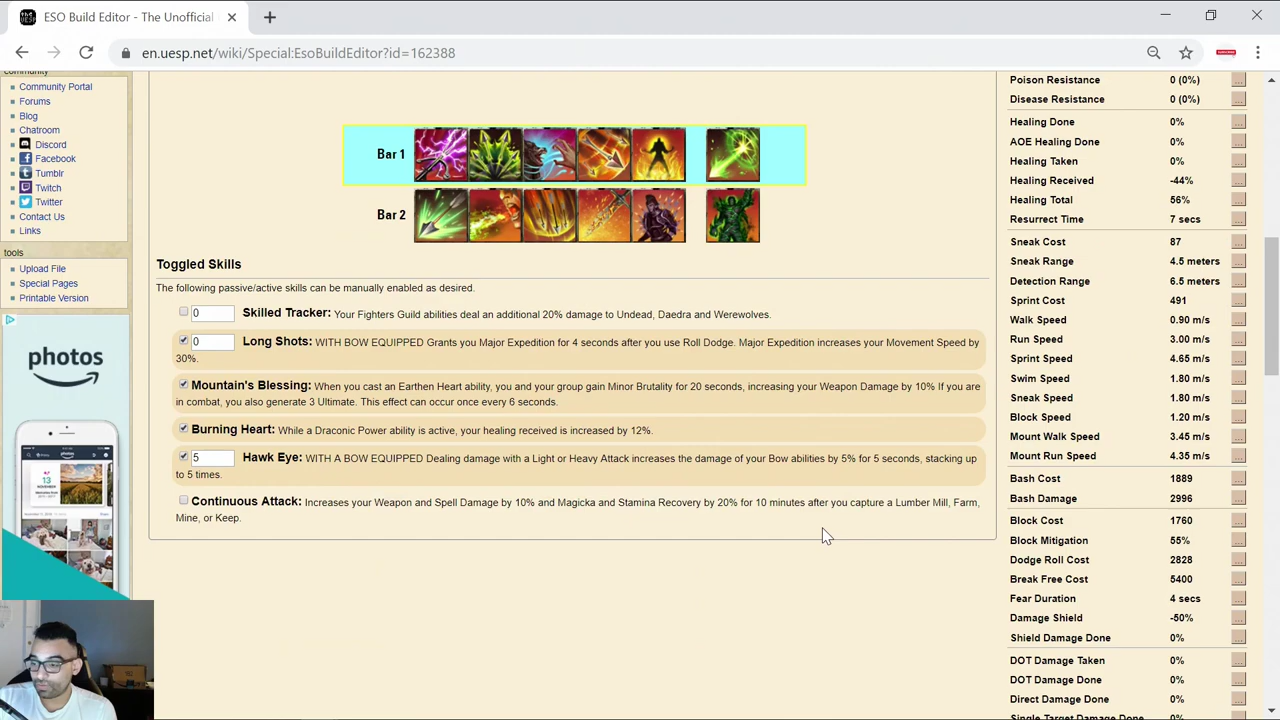 ESO Build Editor - The Unofficial
en.uesp.net/wiki/Special:EsoBuildEditor?id=162388
community
Community Portal
Forums
Blog
Chatroom
Discord
Facebook
Tumblr
Twitch
Twitter
Contact Us
Links
tools
Upload File
Special Pages
Printable Version
photos
Bar 1
Bar 2
Toggled Skills
The following passive/active skills can be manually enabled as desired.
0 Skilled Tracker: Your Fighters Guild abilities deal an additional 20% damage to Undead, Daedra and Werewolves.
0 Long Shots: WITH BOW EQUIPPED Grants you Major Expedition for 4 seconds after you use Roll Dodge. Major Expedition increases your Movement Speed by
30%.
Mountain's Blessing: When you cast an Earthen Heart ability, you and your group gain Minor Brutality for 20 seconds, increasing your Weapon Damage by 10% If you are
in combat, you also generate 3 Ultimate. This effect can occur once every 6 seconds.
Burning Heart: While a Draconic Power ability is active, your healing received is increased by 12%.
5 Hawk Eye: WITH A BOW EQUIPPED Dealing damage with a Light or Heavy Attack increases the damage of your Bow abilities by 5% for 5 seconds, stacking up
to 5 times.
Continuous Attack: Increases your Weapon and Spell Damage by 10% and Magicka and Stamina Recovery by 20% for 10 minutes after you capture a Lumber Mill, Farm,
Mine, or Keep.
Poison Resistance 0 (0%) ...
Disease Resistance 0 (0%) ...
Healing Done 0% ...
AOE Healing Done 0% ...
Healing Taken 0% ...
Healing Received -44% ...
Healing Total 56% ...
Resurrect Time 7 secs ...
Sneak Cost 87 ...
Sneak Range 4.5 meters ...
Detection Range 6.5 meters ...
Sprint Cost 491 ...
Walk Speed 0.90 m/s ...
Run Speed 3.00 m/s ...
Sprint Speed 4.65 m/s ...
Swim Speed 1.80 m/s ...
Sneak Speed 1.80 m/s ...
Block Speed 1.20 m/s ...
Mount Walk Speed 3.45 m/s ...
Mount Run Speed 4.35 m/s ...
Bash Cost 1889 ...
Bash Damage 2996 ...
Block Cost 1760 ...
Block Mitigation 55% ...
Dodge Roll Cost 2828 ...
Break Free Cost 5400 ...
Fear Duration 4 secs ...
Damage Shield -50% ...
Shield Damage Done 0% ...
DOT Damage Taken 0% ...
DOT Damage Done 0% ...
Direct Damage Done 0% ...
Single Target Damage Done 0% ...